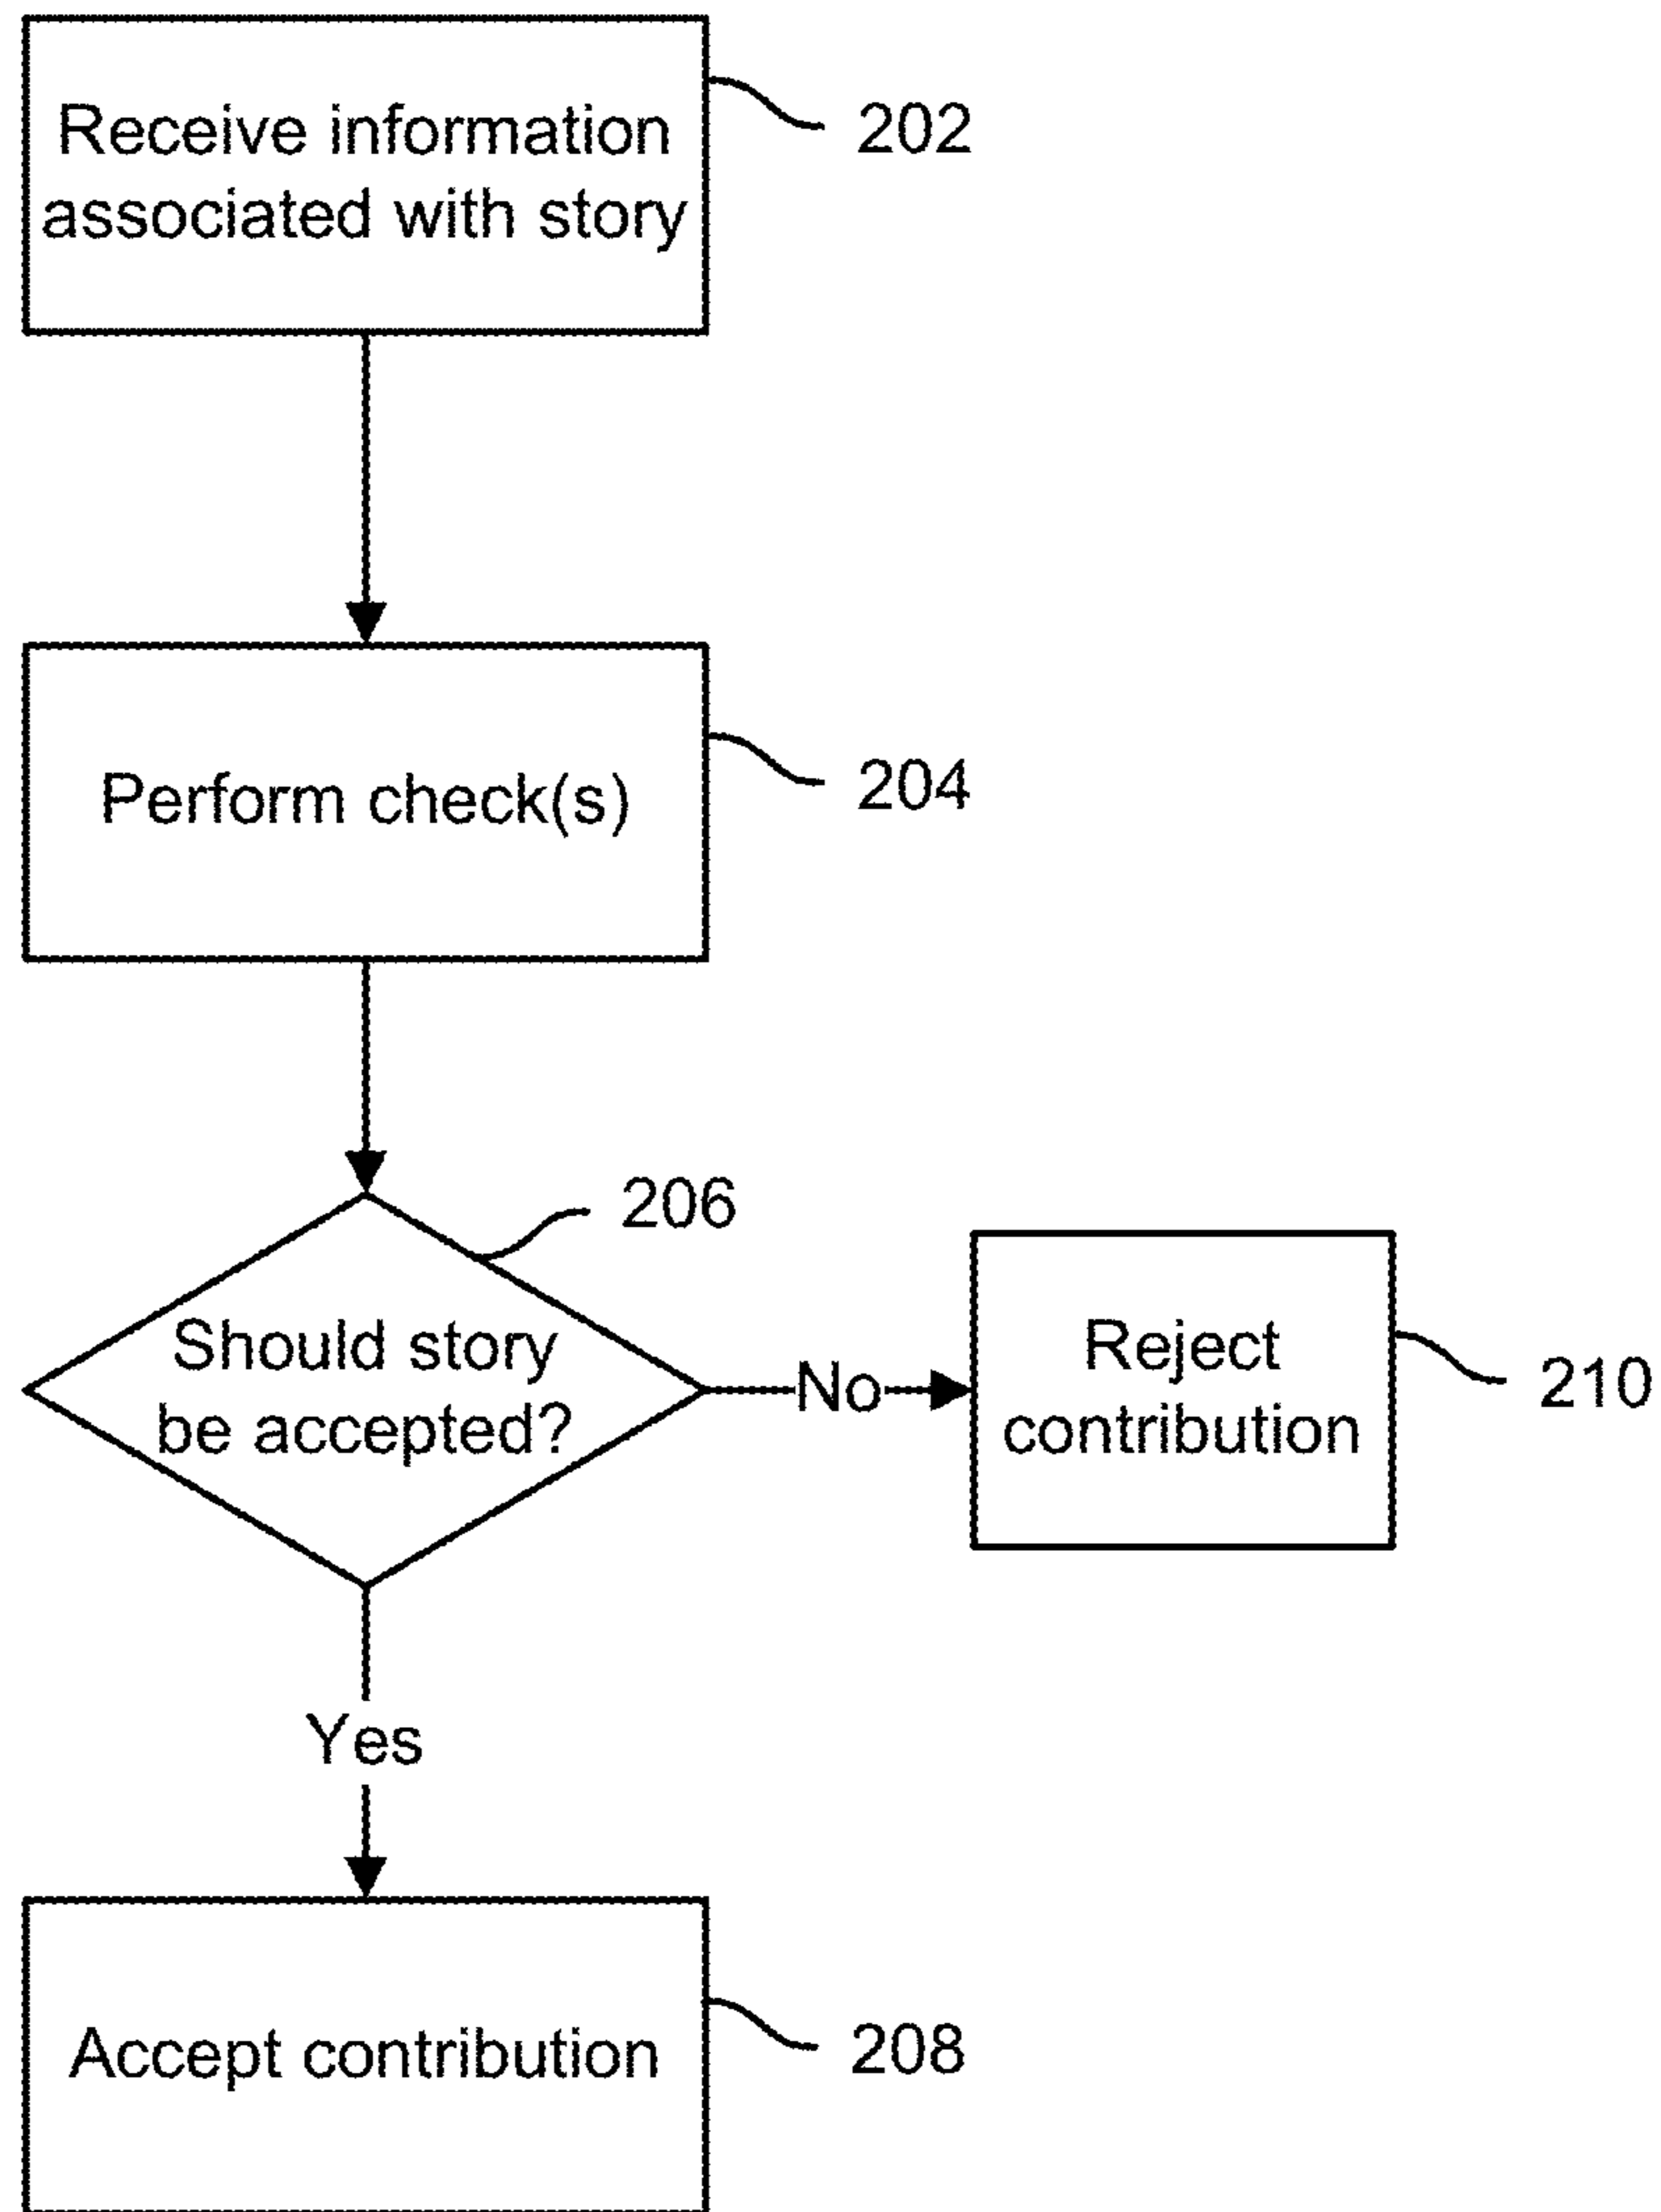 Receive information
associated with story
202
Perform check(s)
204
206
Should story
be accepted?
No
Reject
contribution
210
Yes
Accept contribution
208